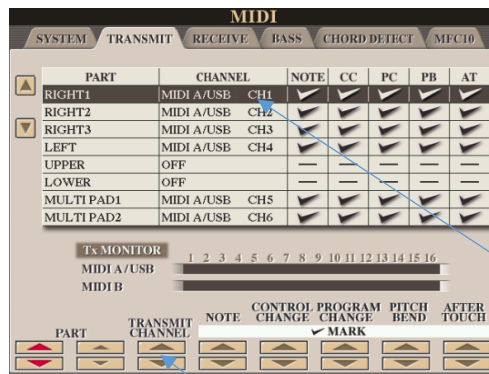 MIDI
SYSTEM TRANSMIT RECEIVE BASS CHORD DETECT MFC10
PART CHANNEL NOTE CC PC PB AT
RIGHT1 MIDI A/USB CH1
RIGHT2 MIDI A/USB CH2
RIGHT3 MIDI A/USB CH3
LEFT MIDI A/USB CH4
UPPER OFF — — — — —
LOWER OFF — — — — —
MULTI PAD1 MIDI A/USB CH5
MULTI PAD2 MIDI A/USB CH6
Tx MONITOR 1 2 3 4 5 6 7 8 9 10 11 12 13 14 15 16
MIDI A/USB
MIDI B
PART TRANSMIT CHANNEL NOTE CONTROL CHANGE PROGRAM CHANGE PITCH BEND AFTER TOUCH
MARK